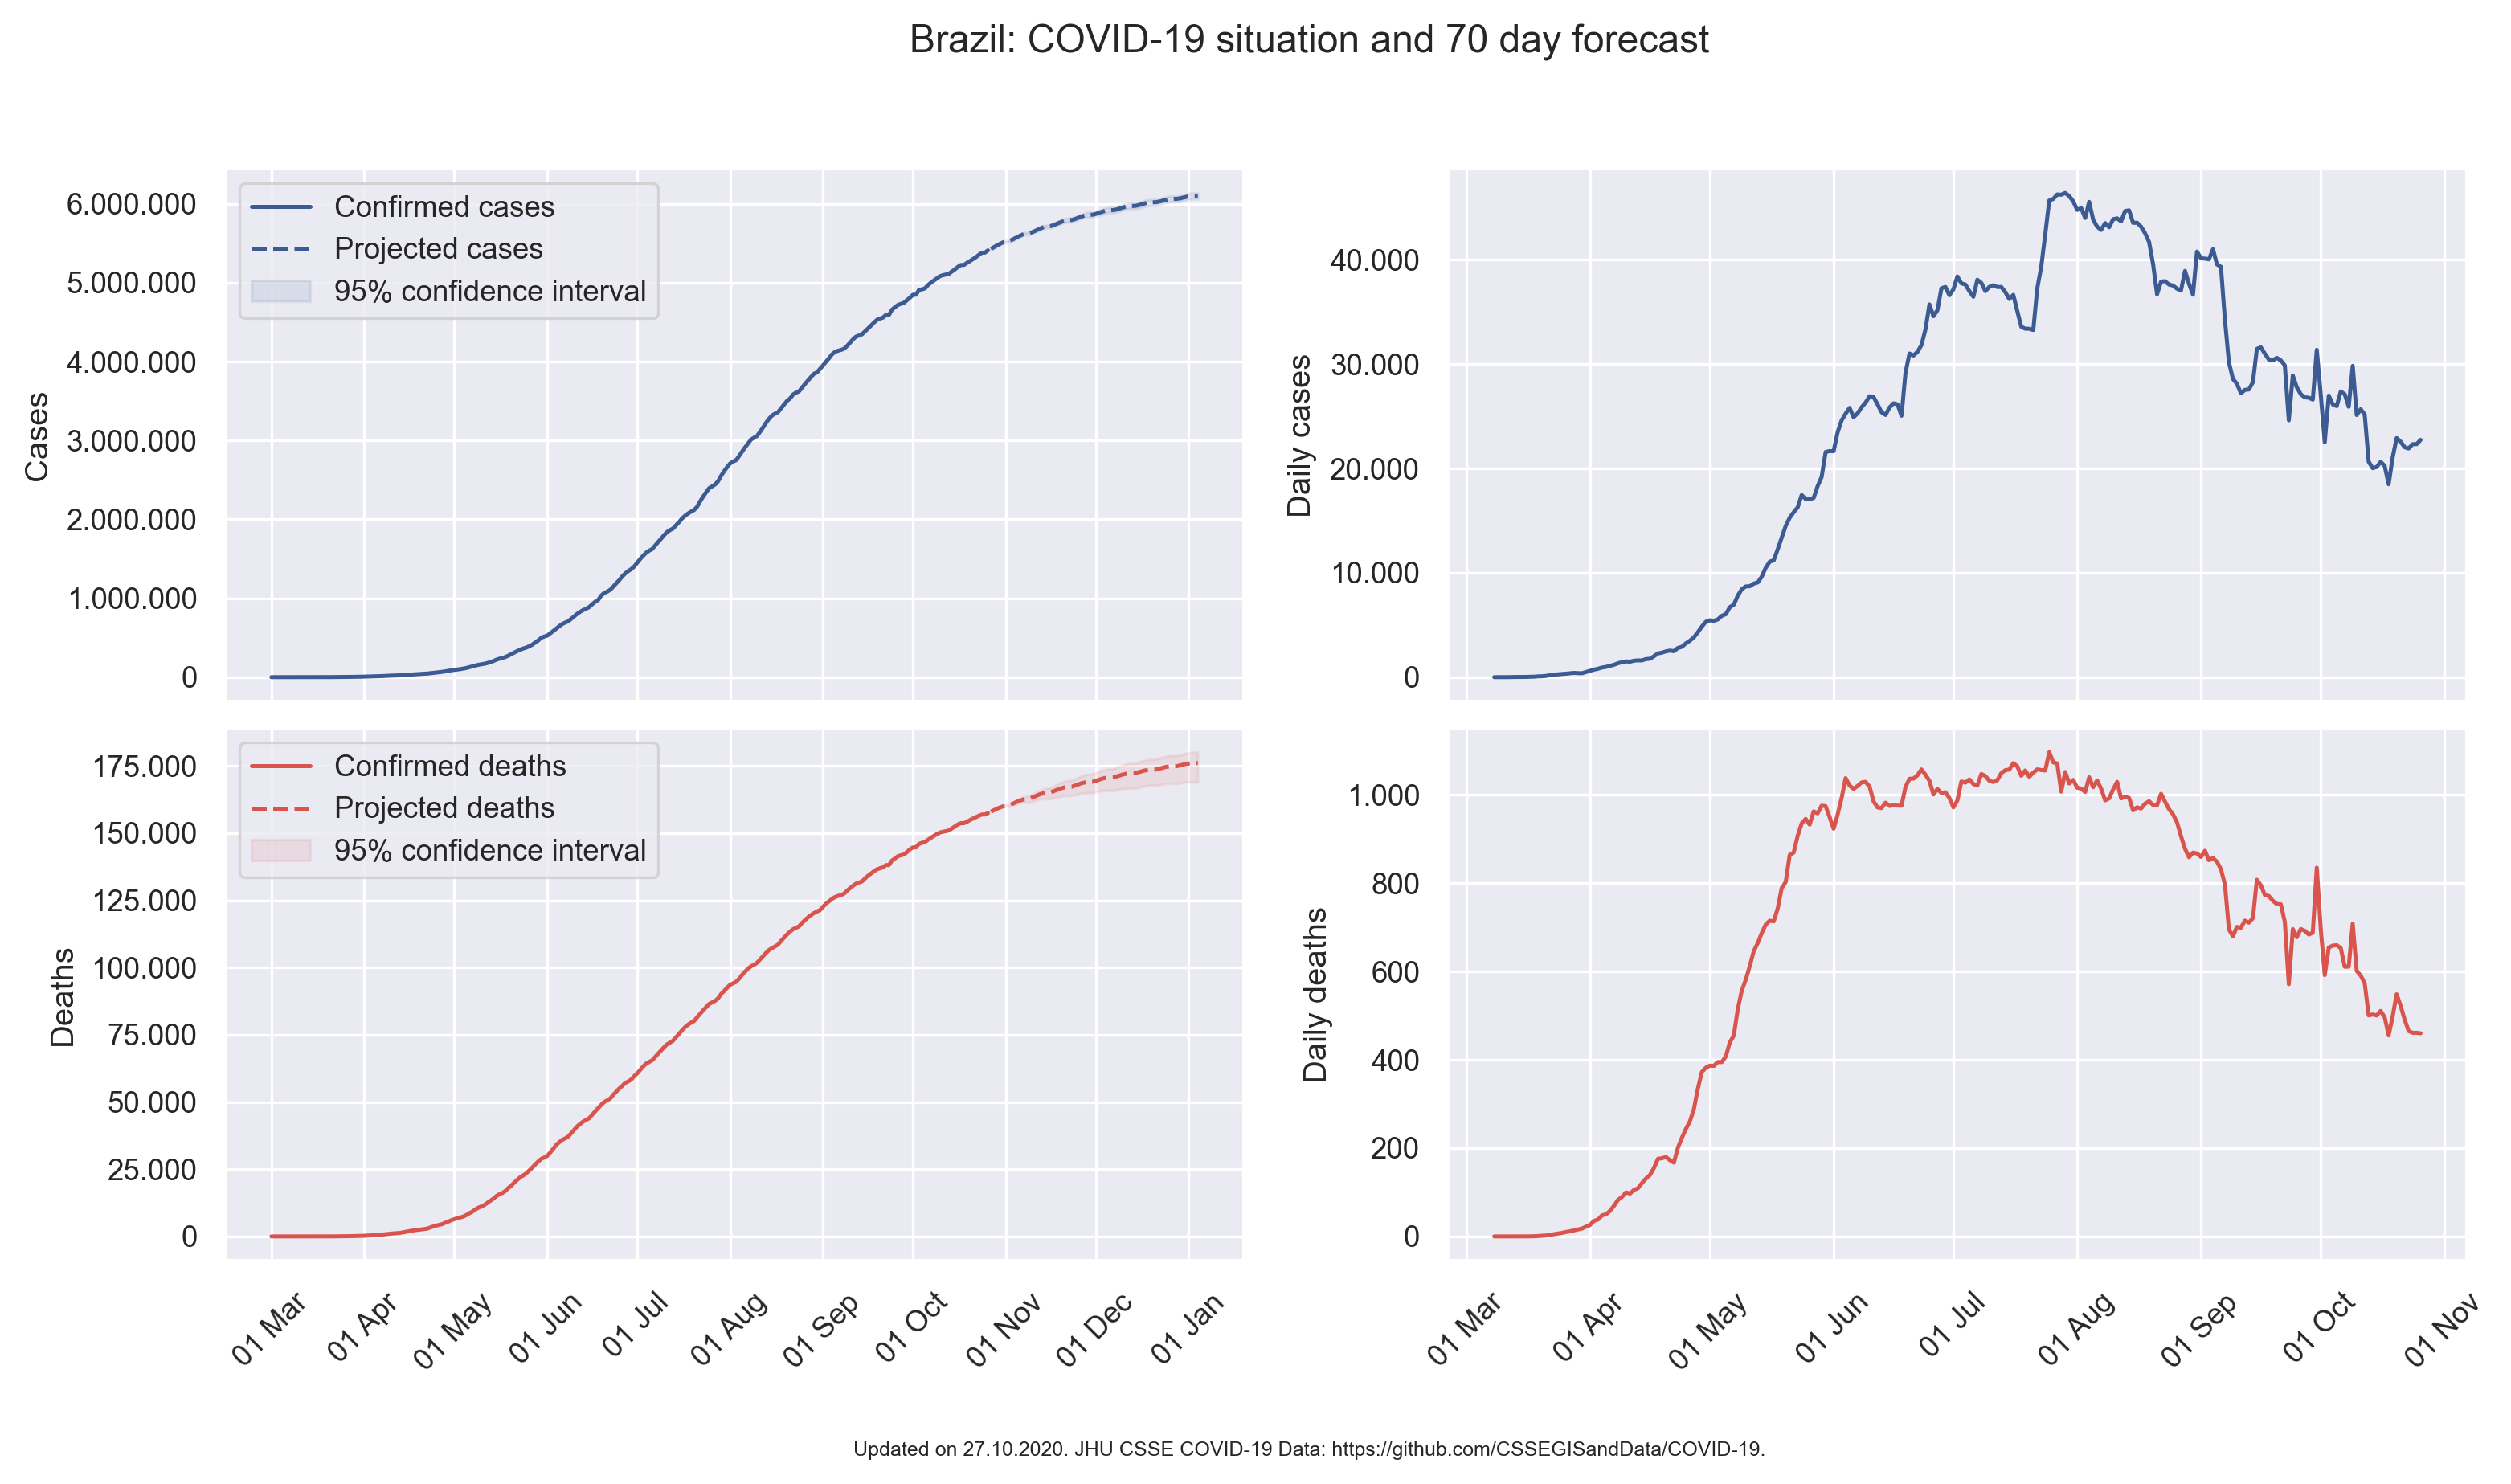 Brazil: COVID-19 situation and 70 day forecast
Confirmed cases
Projected cases
95% confidence interval
Cases
6.000.000
5.000.000
4.000.000
3.000.000
2.000.000
1.000.000
0
Daily cases
40.000
30.000
20.000
10.000
0
Confirmed deaths
Projected deaths
95% confidence interval
Deaths
175.000
150.000
125.000
100.000
75.000
50.000
25.000
0
01 Mar
01 Apr
01 May
01 Jun
01 Jul
01 Aug
01 Sep
01 Oct
01 Nov
01 Dec
01 Jan
Daily deaths
1.000
800
600
400
200
0
01 Mar
01 Apr
01 May
01 Jun
01 Jul
01 Aug
01 Sep
01 Oct
01 Nov
Updated on 27.10.2020. JHU CSSE COVID-19 Data: https://github.com/CSSEGISandData/COVID-19.